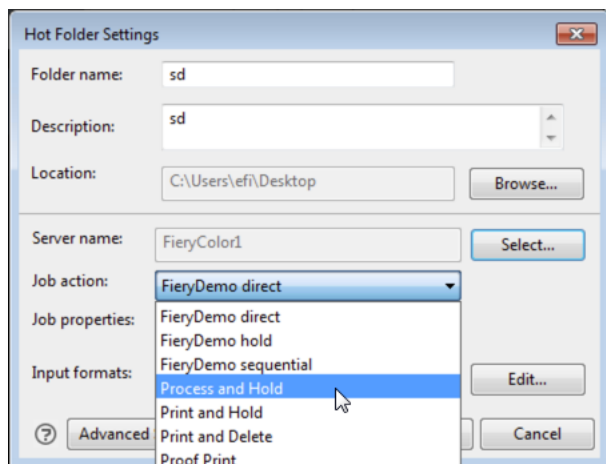 Hot Folder Settings
Folder name: sd
Description: sd
Location: C:\Users\efi\Desktop Browse...
Server name: FieryColor1 Select...
Job action: FieryDemo direct
Job properties: FieryDemo direct
FieryDemo hold
Input formats: FieryDemo sequential Edit...
Process and Hold
Print and Hold
? Advanced Print and Delete Cancel
Proof Print